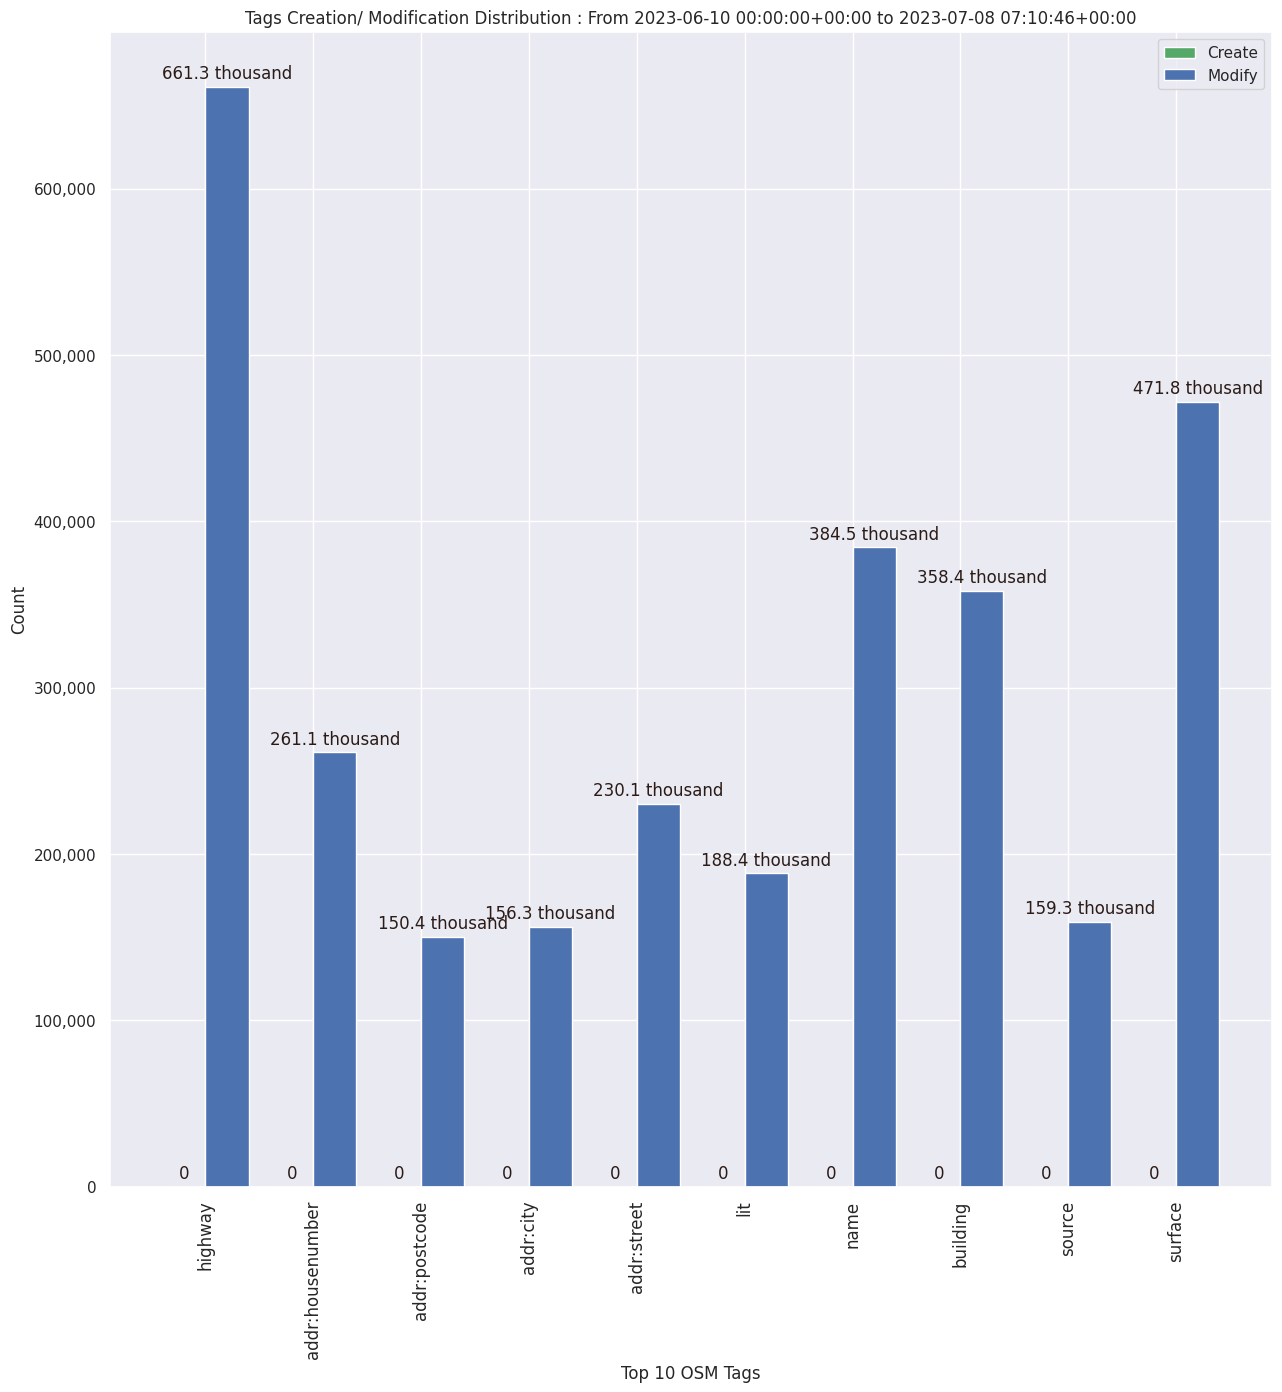 Tags Creation/ Modification Distribution : From 2023-06-10 00:00:00+00:00 to 2023-07-08 07:10:46+00:00
Create
Modify
661.3 thousand
261.1 thousand
150.4 thousand
156.3 thousand
230.1 thousand
188.4 thousand
384.5 thousand
358.4 thousand
159.3 thousand
471.8 thousand
600,000
500,000
400,000
300,000
200,000
100,000
0
Count
0 0 0 0 0 0 0 0 0 0
highway
addr:housenumber
addr:postcode
addr:city
addr:street
lit
name
building
source
surface
Top 10 OSM Tags